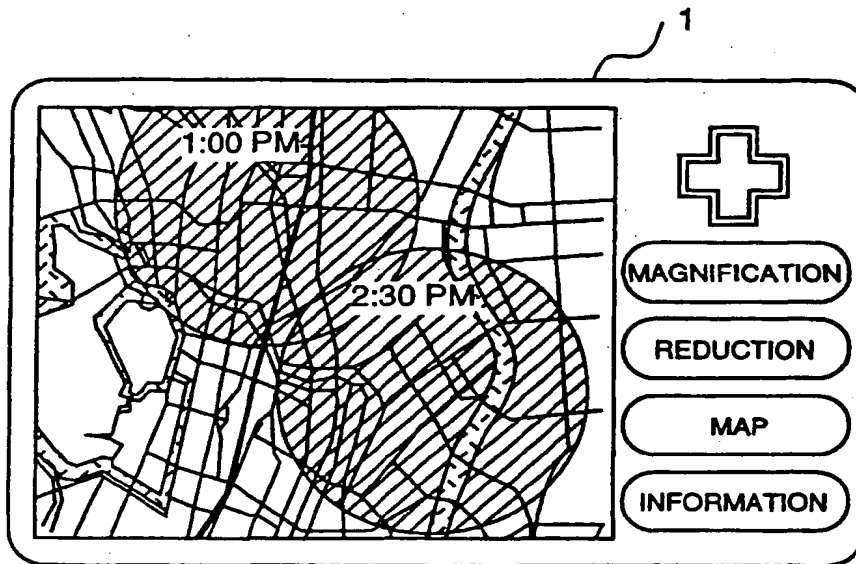 1
1:00 PM
2:30 PM
MAGNIFICATION
REDUCTION
MAP
INFORMATION